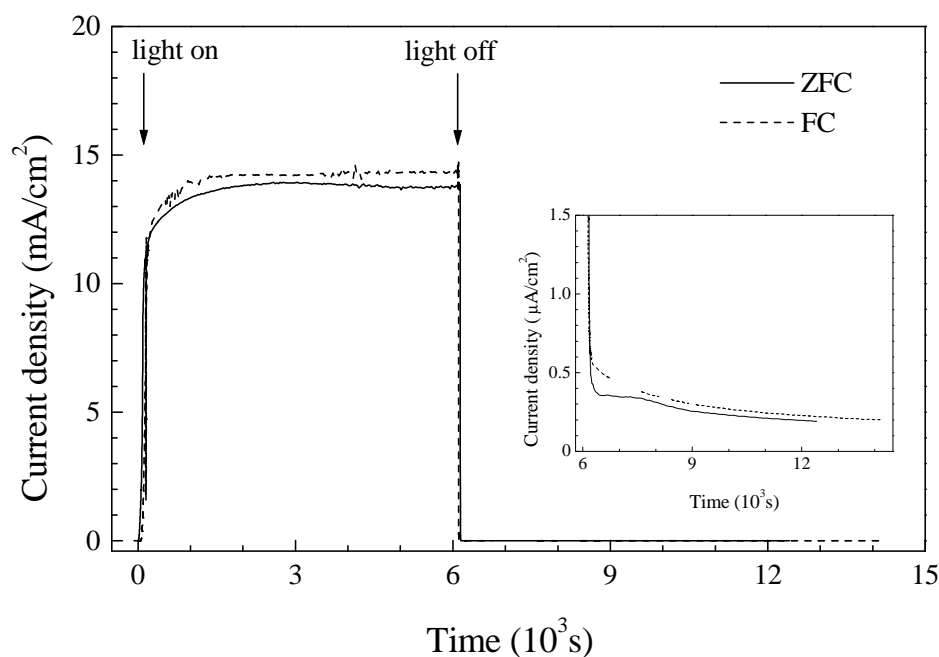 20
light on
light off
ZFC
FC
15
10
5
0
Current density (mA/cm²)
0
3
6
9
12
15
Time (10³s)
1.5
1.0
0.5
0
Current density (µA/cm²)
6
9
12
Time (10³s)